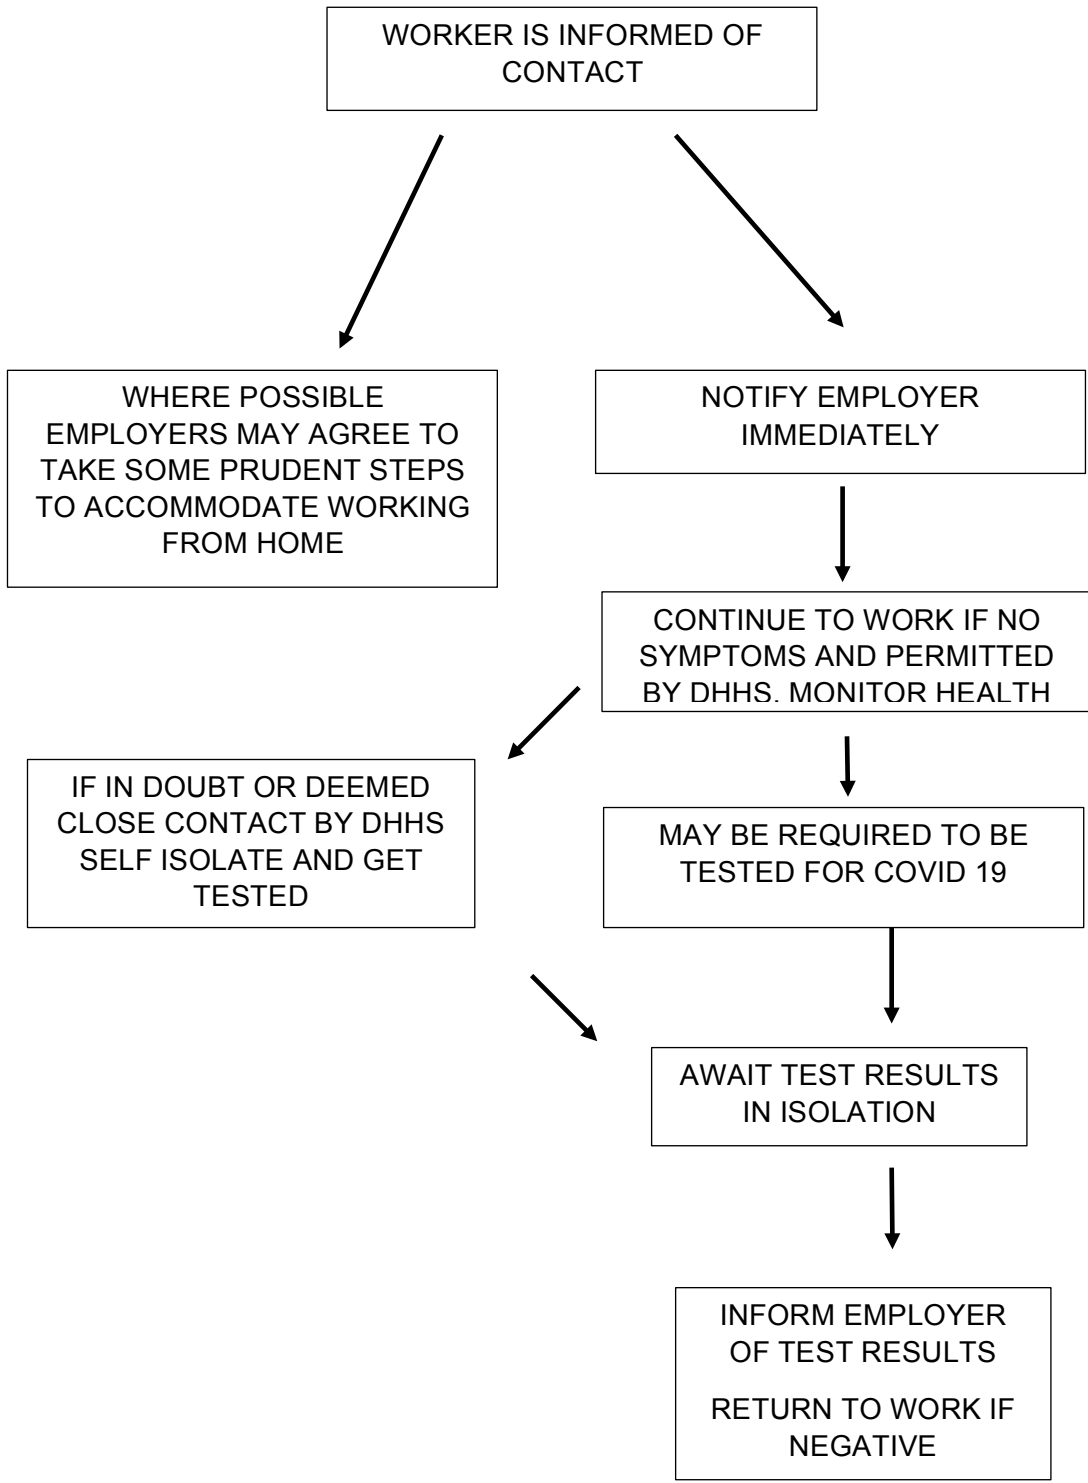 WORKER IS INFORMED OF
CONTACT
WHERE POSSIBLE
EMPLOYERS MAY AGREE TO
TAKE SOME PRUDENT STEPS
TO ACCOMMODATE WORKING
FROM HOME
NOTIFY EMPLOYER
IMMEDIATELY
CONTINUE TO WORK IF NO
SYMPTOMS AND PERMITTED
BY DHHS. MONITOR HEALTH
IF IN DOUBT OR DEEMED
CLOSE CONTACT BY DHHS
SELF ISOLATE AND GET
TESTED
MAY BE REQUIRED TO BE
TESTED FOR COVID 19
AWAIT TEST RESULTS
IN ISOLATION
INFORM EMPLOYER
OF TEST RESULTS
RETURN TO WORK IF
NEGATIVE